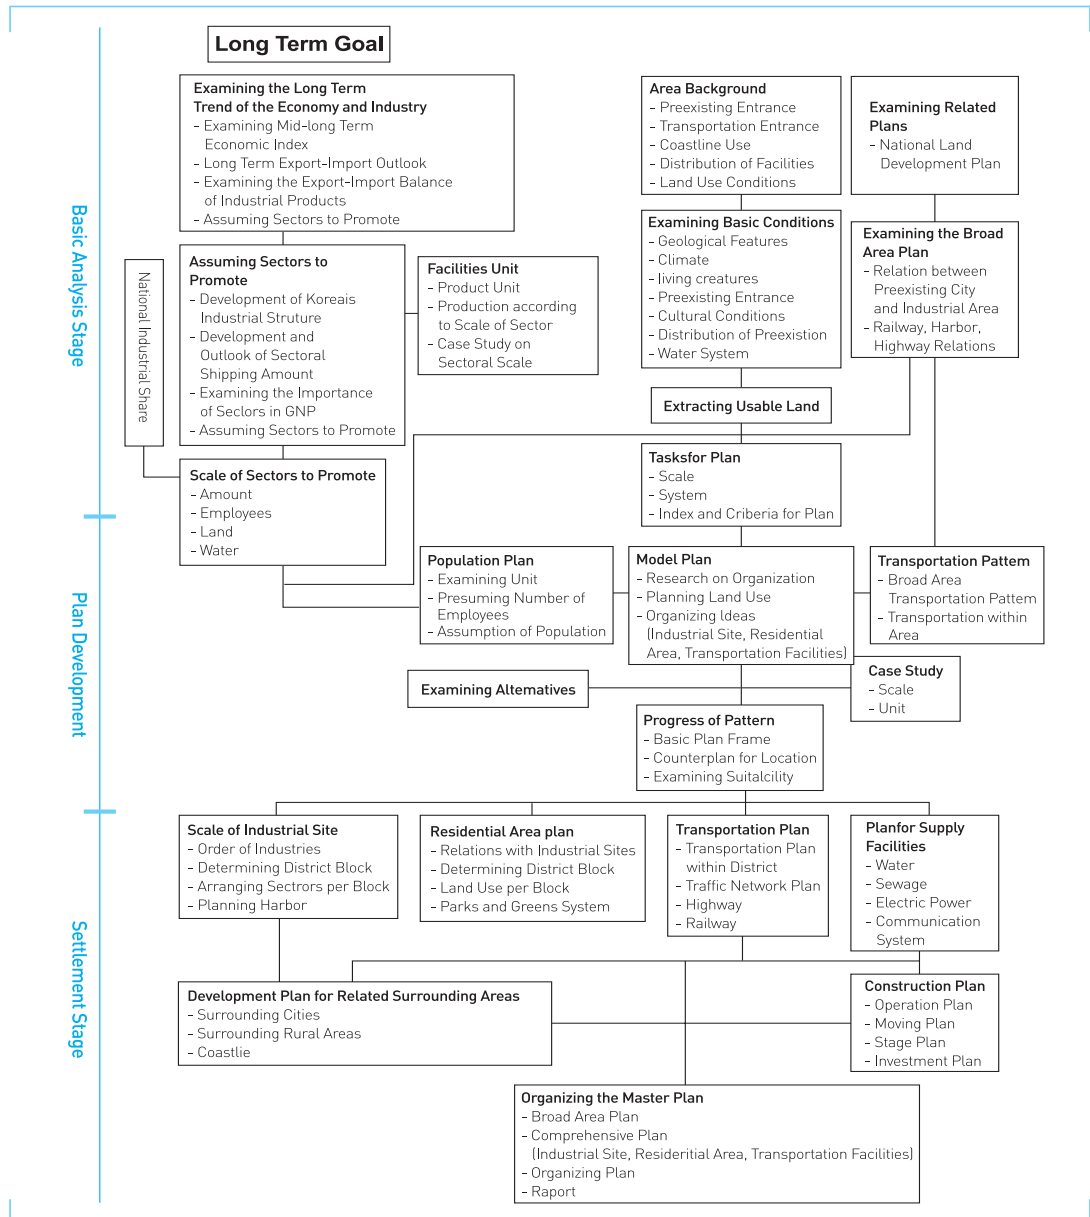 Long Term Goal
Examining the Long Term
Trend of the Economy and Industry
- Examining Mid-long Term
Economic Index
- Long Term Export-Import Outlook
- Examining the Export-Import Balance
of Industrial Products
- Assuming Sectors to Promote
Area Background
- Preexisting Entrance
- Transportation Entrance
- Coastline Use
- Distribution of Facilities
- Land Use Conditions
Examining Related
Plans
- National Land
Development Plan
Basic Analysis Stage
National Industrial Share
Assuming Sectors to
Promote
- Development of Koreais
Industrial Struture
- Development and
Outlook of Sectoral
Shipping Amount
- Examining the Importance
of Seclors in GNP
- Assuming Sectors to Promote
Facilities Unit
- Product Unit
- Production according
to Scale of Sector
- Case Study on
Sectoral Scale
Examining Basic Conditions
- Geological Features
- Climate
- living creatures
- Preexisting Entrance
- Cultural Conditions
- Distribution of Preexistion
- Water System
Examining the Broad
Area Plan
- Relation between
Preexisting City
and Industrial Area
- Railway, Harbor,
Highway Relations
Extracting Usable Land
Scale of Sectors to Promote
- Amount
- Employees
- Land
- Water
Tasksfor Plan
- Scale
- System
- Index and Criberia for Plan
Plan Development
Population Plan
- Examining Unit
- Presuming Number of
Employees
- Assumption of Population
Model Plan
- Research on Organization
- Planning Land Use
- Organizing Ideas
(Industrial Site, Residential
Area, Transportation Facilities)
Transportation Pattem
- Broad Area
Transportation Pattem
- Transportation within
Area
Examining Altematives
Case Study
- Scale
- Unit
Progress of Pattern
- Basic Plan Frame
- Counterplan for Location
- Examining Suitalcility
Settlement Stage
Scale of Industrial Site
- Order of Industries
- Determining District Block
- Arranging Sectrors per Block
- Planning Harbor
Residential Area plan
- Relations with Industrial Sites
- Determining District Block
- Land Use per Block
- Parks and Greens System
Transportation Plan
- Transportation Plan
within District
- Traffic Network Plan
- Highway
- Railway
Planfor Supply
Facilities
- Water
- Sewage
- Electric Power
- Communication
System
Development Plan for Related Surrounding Areas
- Surrounding Cities
- Surrounding Rural Areas
- Coastlie
Construction Plan
- Operation Plan
- Moving Plan
- Stage Plan
- Investment Plan
Organizing the Master Plan
- Broad Area Plan
- Comprehensive Plan
(Industrial Site, Resideritial Area, Transportation Facilities)
- Organizing Plan
- Raport